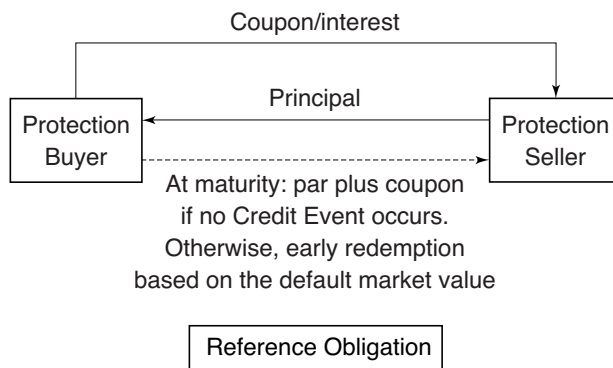 Coupon/interest
Principal
Protection
Buyer
Protection
Seller
At maturity: par plus coupon
if no Credit Event occurs.
Otherwise, early redemption
based on the default market value
Reference Obligation